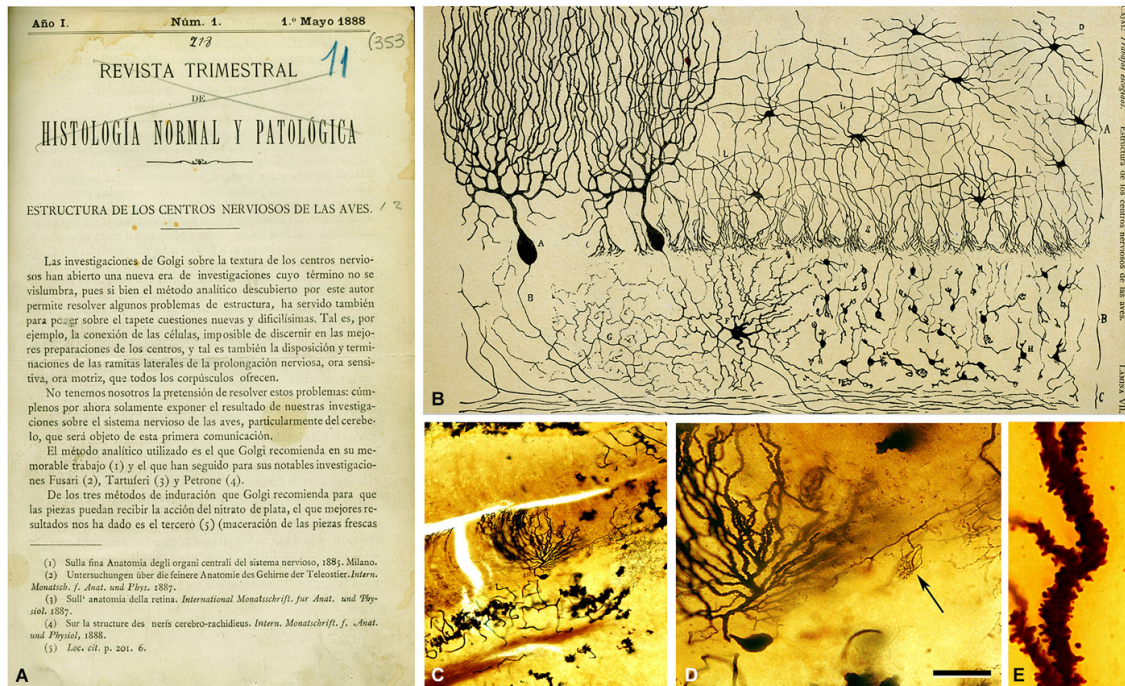 Año I.    Núm. 1.    1.º Mayo 1888
213    11    (353
REVISTA TRIMESTRAL
DE
HISTOLOGÍA NORMAL Y PATOLÓGICA
ESTRUCTURA DE LOS CENTROS NERVIOSOS DE LAS AVES.
Las investigaciones de Golgi sobre la textura de los centros nervio-
sos han abierto una nueva era de investigaciones cuyo término no se
vislumbra, pues si bien el método analítico descubierto por este autor
permite resolver algunos problemas de estructura, ha servido también
para poner sobre el tapete cuestiones nuevas y dificilísimas. Tal es, por
ejemplo, la conexión de las células, imposible de discernir en las mejo-
res preparaciones de los centros, y tal es también la disposición y termi-
naciones de las ramitas laterales de la prolongación nerviosa, ora sensi-
tiva, ora motriz, que todos los corpúsculos ofrecen.
No tenemos nosotros la pretensión de resolver estos problemas: cúm-
plenos por ahora solamente exponer el resultado de nuestras investiga-
ciones sobre el sistema nervioso de las aves, particularmente del cerebe-
lo, que será objeto de esta primera comunicación.
El método analítico utilizado es el que Golgi recomienda en su me-
morable trabajo (1) y el que han seguido para sus notables investigacio-
nes Fusari (2), Tartuferi (3) y Petrone (4).
De los tres métodos de induración que Golgi recomienda para que
las piezas puedan recibir la acción del nitrato de plata, el que mejores re-
sultados nos ha dado es el tercero (5) (maceración de las piezas frescas
(1) Sulla fina Anatomia degli organi centrali del sistema nervioso, 1885. Milano.
(2) Untersuchungen über die feinere Anatomie des Gehirne der Teleostier. Intern.
Monatsch. f. Anat. und Phys. 1887.
(3) Sull' anatomia della retina. International Monatsschrift. fur Anat. und Phy-
siol. 1887.
(4) Sur la structure des nerfs cerebro-rachidieus. Intern. Monatschrift. f. Anat.
und Physiol, 1888.
(5) Loc. cit. p. 201. 6.
A
CAJAL: Trabajos escogidos. Estructura de los centros nerviosos de las aves. LÁMINA VII.
L
D
L
L
L
L
L
A
S
A
B
F
G
H
B
C
B
C
D
E